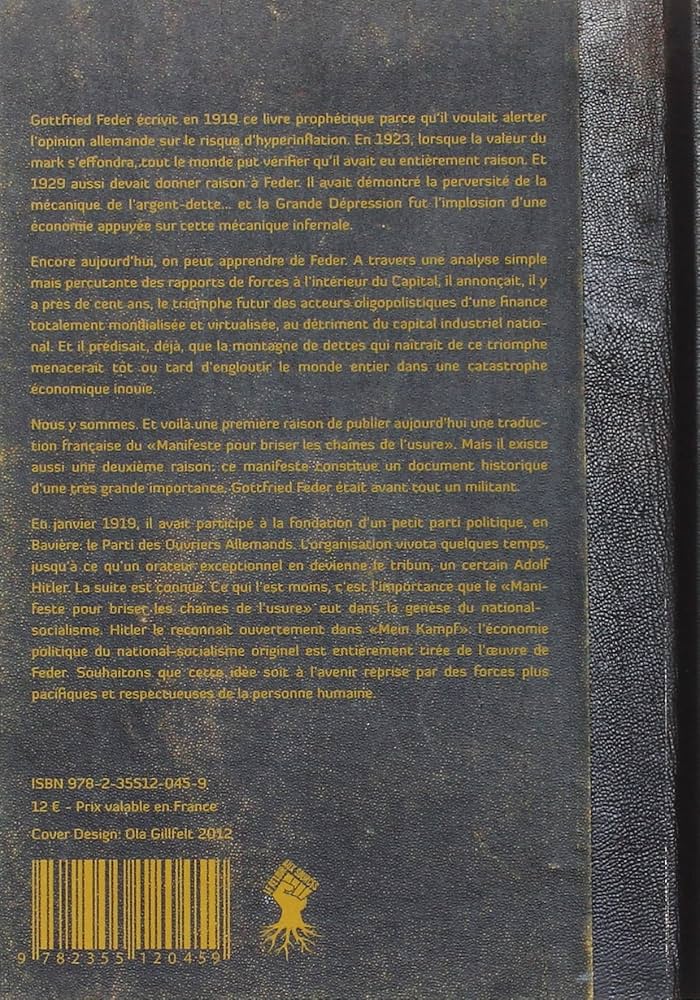 Gottfried Feder écrivit en 1919 ce livre prophétique parce qu'il voulait alerter
l'opinion allemande sur le risque d'hyperinflation. En 1923, lorsque la valeur du
mark s'effondra, tout le monde put vérifier qu'il avait eu entièrement raison. Et
1929 aussi devait donner raison à Feder. Il avait démontré la perversité de la
mécanique de l'argent-dette... et la Grande Dépression fut l'implosion d'une
économie appuyée sur cette mécanique infernale.
Encore aujourd'hui, on peut apprendre de Feder. A travers une analyse simple
mais percutante des rapports de forces à l'intérieur du Capital, il annonçait, il y
a près de cent ans, le triomphe futur des acteurs oligopolistiques d'une finance
totalement mondialisée et virtualisée, au détriment du capital industriel natio-
nal. Et il prédisait, déjà, que la montagne de dettes qui naîtrait de ce triomphe
menacerait tôt ou tard d'engloutir le monde entier dans une catastrophe
économique inouïe.
Nous y sommes. Et voilà une première raison de publier aujourd'hui une traduc-
tion française du «Manifeste pour briser les chaînes de l'usure». Mais il existe
aussi une deuxième raison: ce manifeste constitue un document historique
d'une très grande importance. Gottfried Feder était avant tout un militant.
En janvier 1919, il avait participé à la fondation d'un petit parti politique, en
Bavière: le Parti des Ouvriers Allemands. L'organisation vivota quelques temps,
jusqu'à ce qu'un orateur exceptionnel en devienne le tribun, un certain Adolf
Hitler. La suite est connue. Ce qui l'est moins, c'est l'importance que le «Mani-
feste pour briser les chaînes de l'usure» eut dans la genèse du national-
socialisme. Hitler le reconnait ouvertement dans «Mein Kampf»: l'économie
politique du national-socialisme originel est entièrement tirée de l'œuvre de
Feder. Souhaitons que cette idée soit à l'avenir reprise par des forces plus
pacifiques et respectueuses de la personne humaine.
ISBN 978-2-35512-045-9
12 € - Prix valable en France
Cover Design: Ola Gillfelt 2012
9 782355 120459